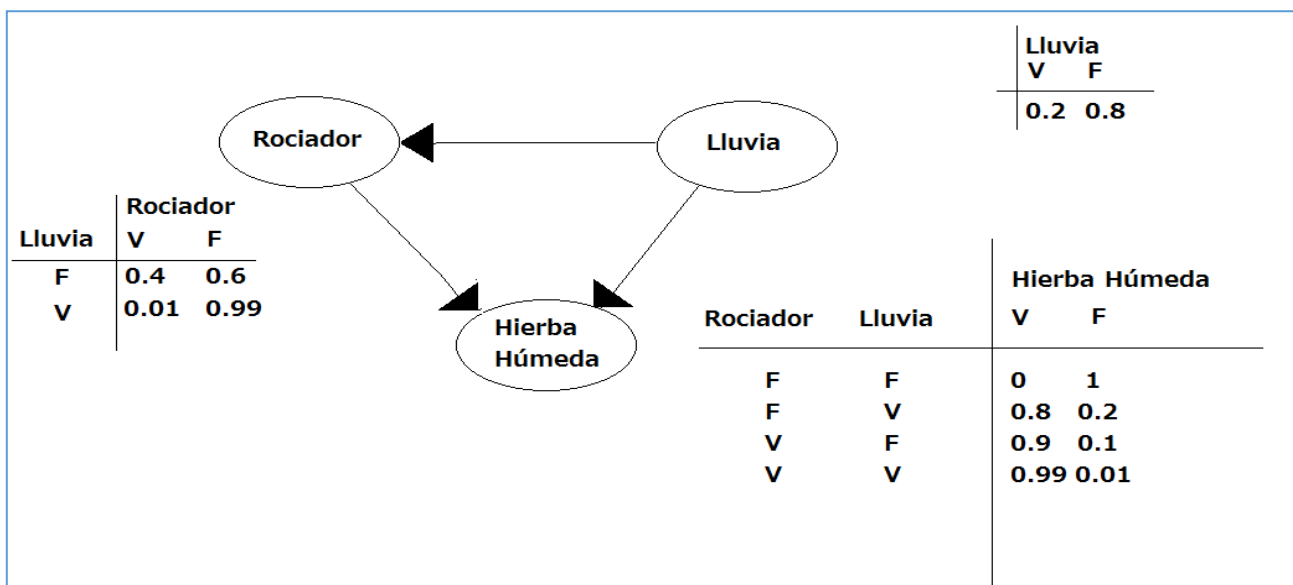 Lluvia
V F
0.2 0.8
Rociador
Lluvia
Rociador
Lluvia V F
F 0.4 0.6
V 0.01 0.99
Hierba
Húmeda
Hierba Húmeda
Rociador Lluvia V F
F F 0 1
F V 0.8 0.2
V F 0.9 0.1
V V 0.99 0.01